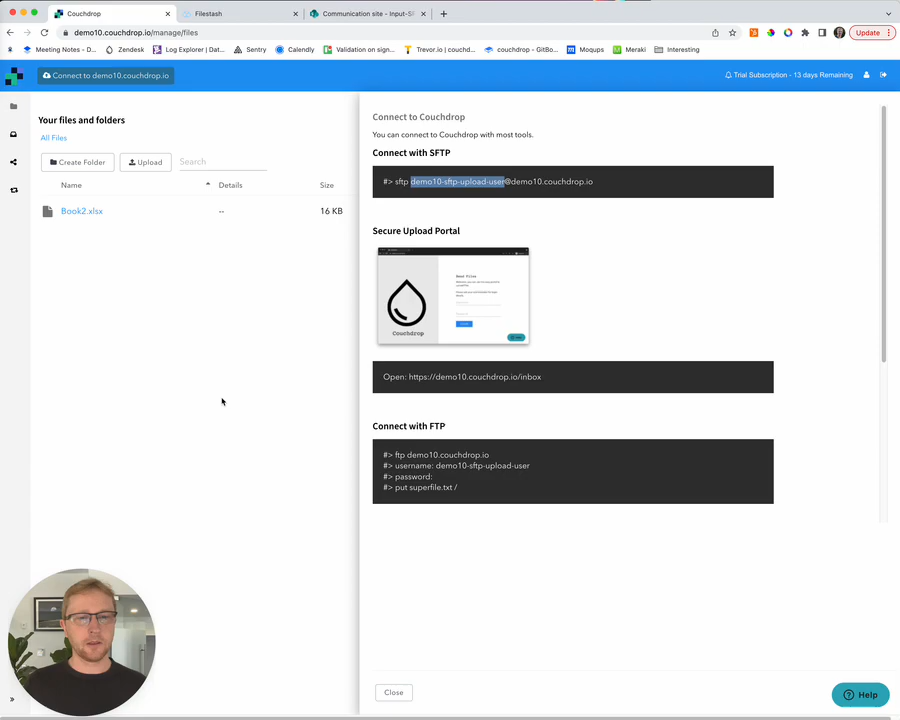 Couchdrop
Filestash
Communication site - Input-SF
demo10.couchdrop.io/manage/files
Update
Meeting Notes - D...
Zendesk
Log Explorer | Dat...
Sentry
Calendly
Validation on sign...
Trevor.io | couchd...
couchdrop - GitBo...
Moqups
Meraki
Interesting
Connect to demo10.couchdrop.io
Trial Subscription - 13 days Remaining
Your files and folders
All Files
Create Folder
Upload
Search
Name
Details
Size
Book2.xlsx
--
16 KB
Connect to Couchdrop
You can connect to Couchdrop with most tools.
Connect with SFTP
#> sftp demo10-sftp-upload-user@demo10.couchdrop.io
Secure Upload Portal
Send Files
Couchdrop
Open: https://demo10.couchdrop.io/inbox
Connect with FTP
#> ftp demo10.couchdrop.io
#> username: demo10-sftp-upload-user
#> password:
#> put superfile.txt /
Close
Help